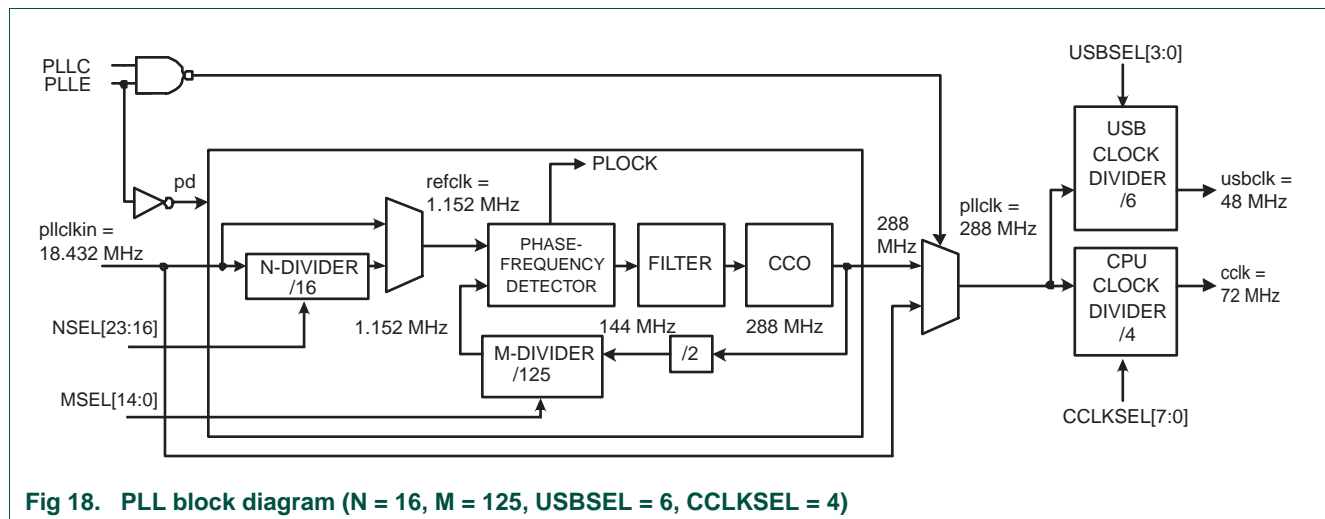 PLLC
PLLE
USBSEL[3:0]
USB
CLOCK
DIVIDER
/6
PLOCK
pd
refclk =
1.152 MHz
pllclk =
288 MHz
usbclk =
48 MHz
pllclkin =
18.432 MHz
288
MHz
PHASE-
FREQUENCY
DETECTOR
FILTER
CCO
N-DIVIDER
/16
CPU
CLOCK
DIVIDER
/4
cclk =
72 MHz
NSEL[23:16]
1.152 MHz
144 MHz
288 MHz
M-DIVIDER
/125
/2
MSEL[14:0]
CCLKSEL[7:0]
Fig 18. PLL block diagram (N = 16, M = 125, USBSEL = 6, CCLKSEL = 4)